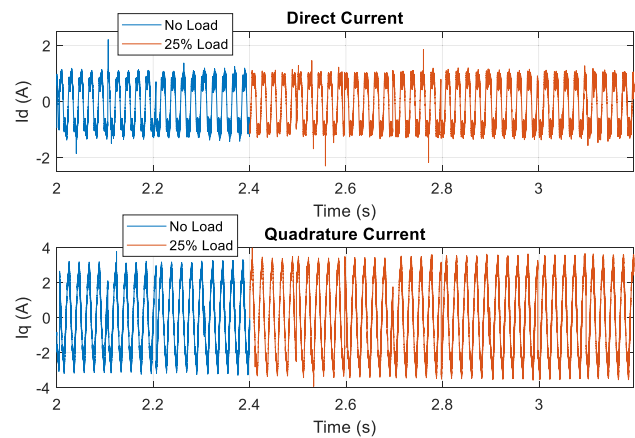 Direct Current
No Load
25% Load
2
0
-2
Id (A)
2 2.2 2.4 2.6 2.8 3
Time (s)
Quadrature Current
No Load
25% Load
4
2
0
-2
-4
Iq (A)
2 2.2 2.4 2.6 2.8 3
Time (s)